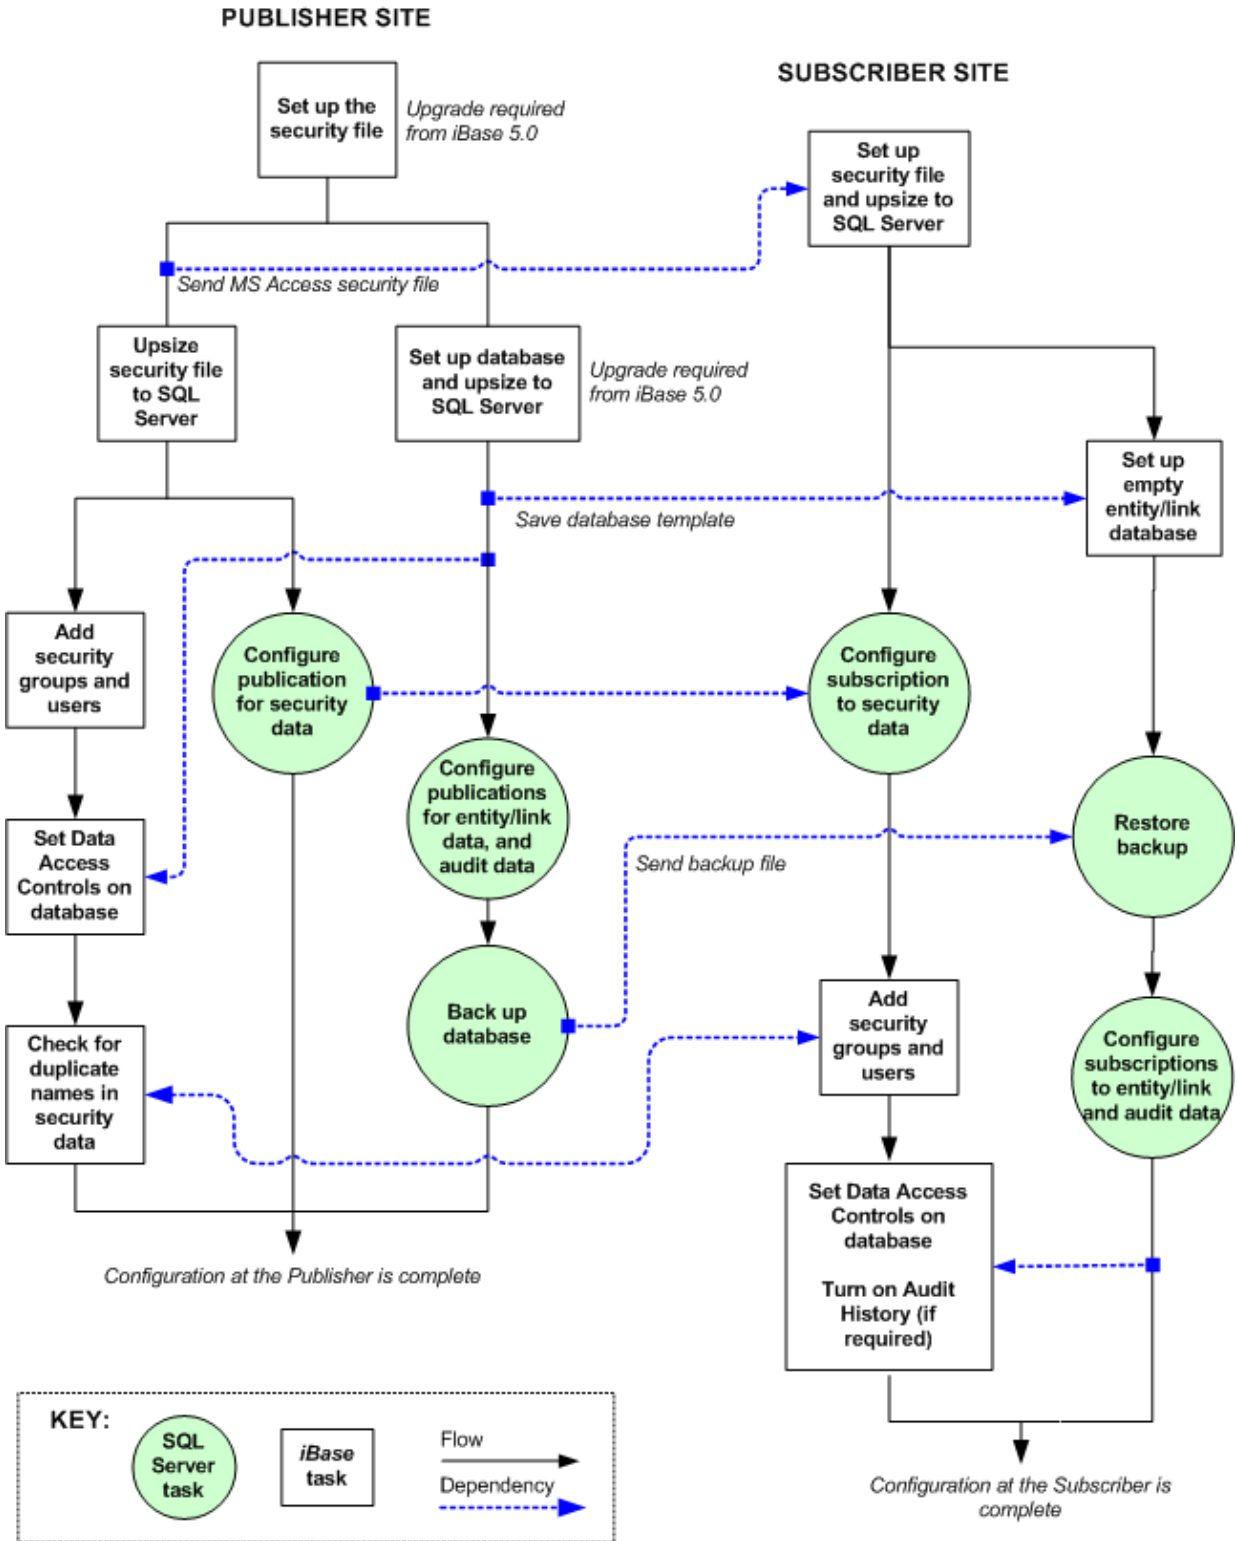 PUBLISHER SITE
SUBSCRIBER SITE
Set up the
security file
Upgrade required
from iBase 5.0
Set up
security file
and upsize to
SQL Server
Send MS Access security file
Upsize
security file
to SQL
Server
Set up database
and upsize to
SQL Server
Upgrade required
from iBase 5.0
Set up
empty
entity/link
database
Save database template
Add
security
groups and
users
Configure
publication
for security
data
Configure
subscription
to security
data
Configure
publications
for entity/link
data, and
audit data
Restore
backup
Set Data
Access
Controls on
database
Send backup file
Back up
database
Add
security
groups and
users
Check for
duplicate
names in
security
data
Configure
subscriptions
to entity/link
and audit data
Set Data Access
Controls on
database
Turn on Audit
History (if
required)
Configuration at the Publisher is complete
KEY:
SQL
Server
task
iBase
task
Flow
Dependency
Configuration at the Subscriber is
complete